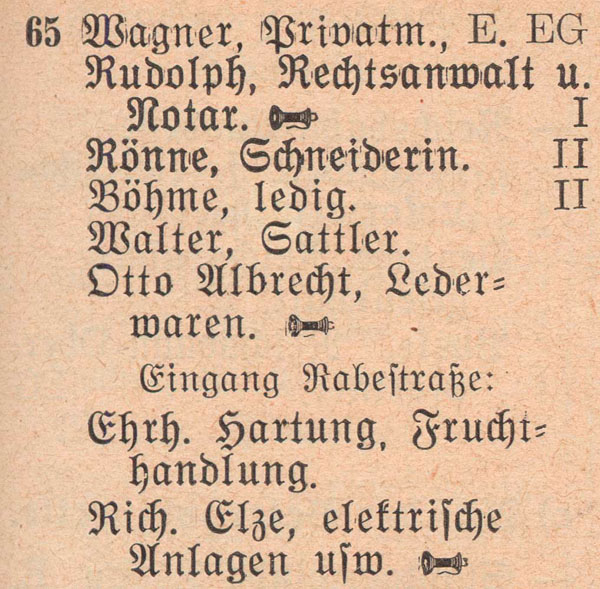 65 Wagner, Privatm., E. EG
Rudolph, Rechtsanwalt u.
Notar. I
Rönne, Schneiderin. II
Böhme, ledig. II
Walter, Sattler.
Otto Albrecht, Leder-
waren.
Eingang Rabestraße:
Ehrh. Hartung, Frucht-
handlung.
Rich. Elze, elektrische
Anlagen usw.